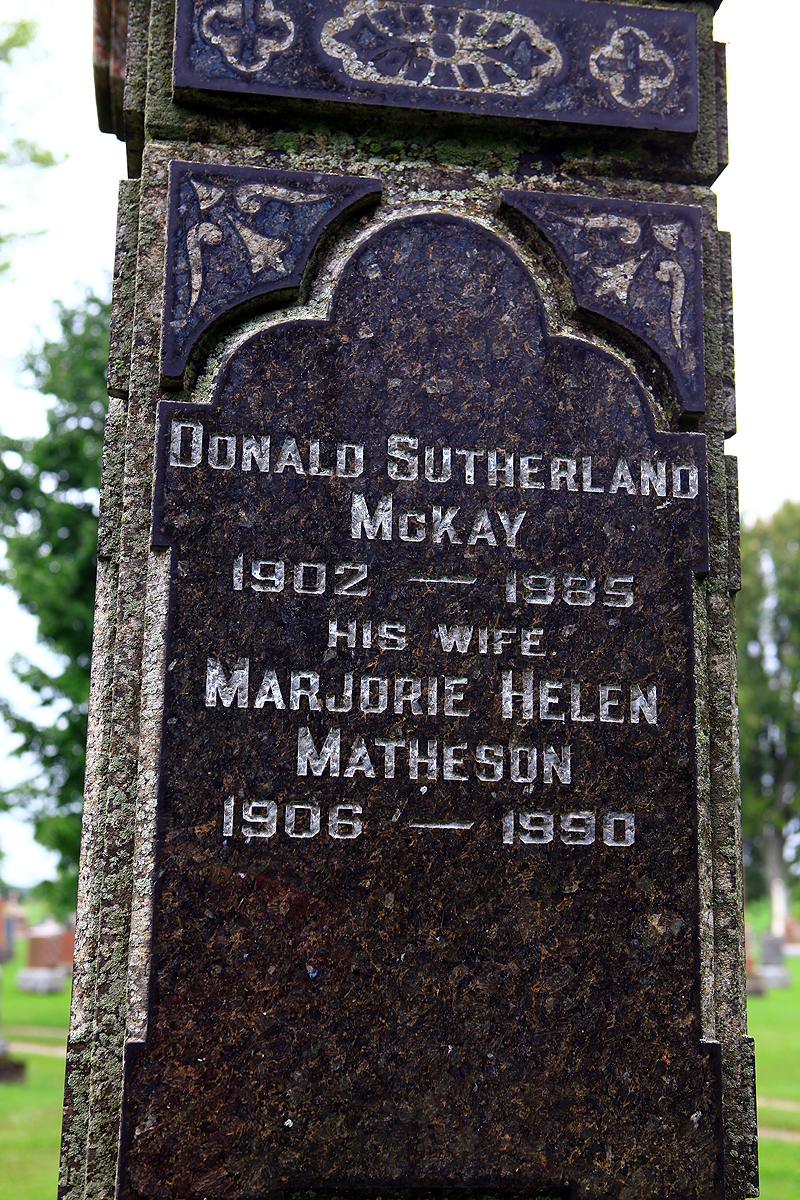 DONALD SUTHERLAND
MCKAY
1902 — 1985
HIS WIFE
MARJORIE HELEN
MATHESON
1906 — 1990